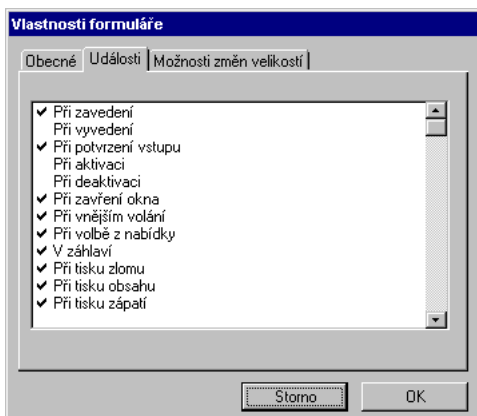 Vlastnosti formuláře
Obecné Události Možnosti změn velikostí
Při zavedení
Při vyvedení
Při potvrzení vstupu
Při aktivaci
Při deaktivaci
Při zavření okna
Při vnějším volání
Při volbě z nabídky
V záhlaví
Při tisku zlomu
Při tisku obsahu
Při tisku zápatí
Storno OK